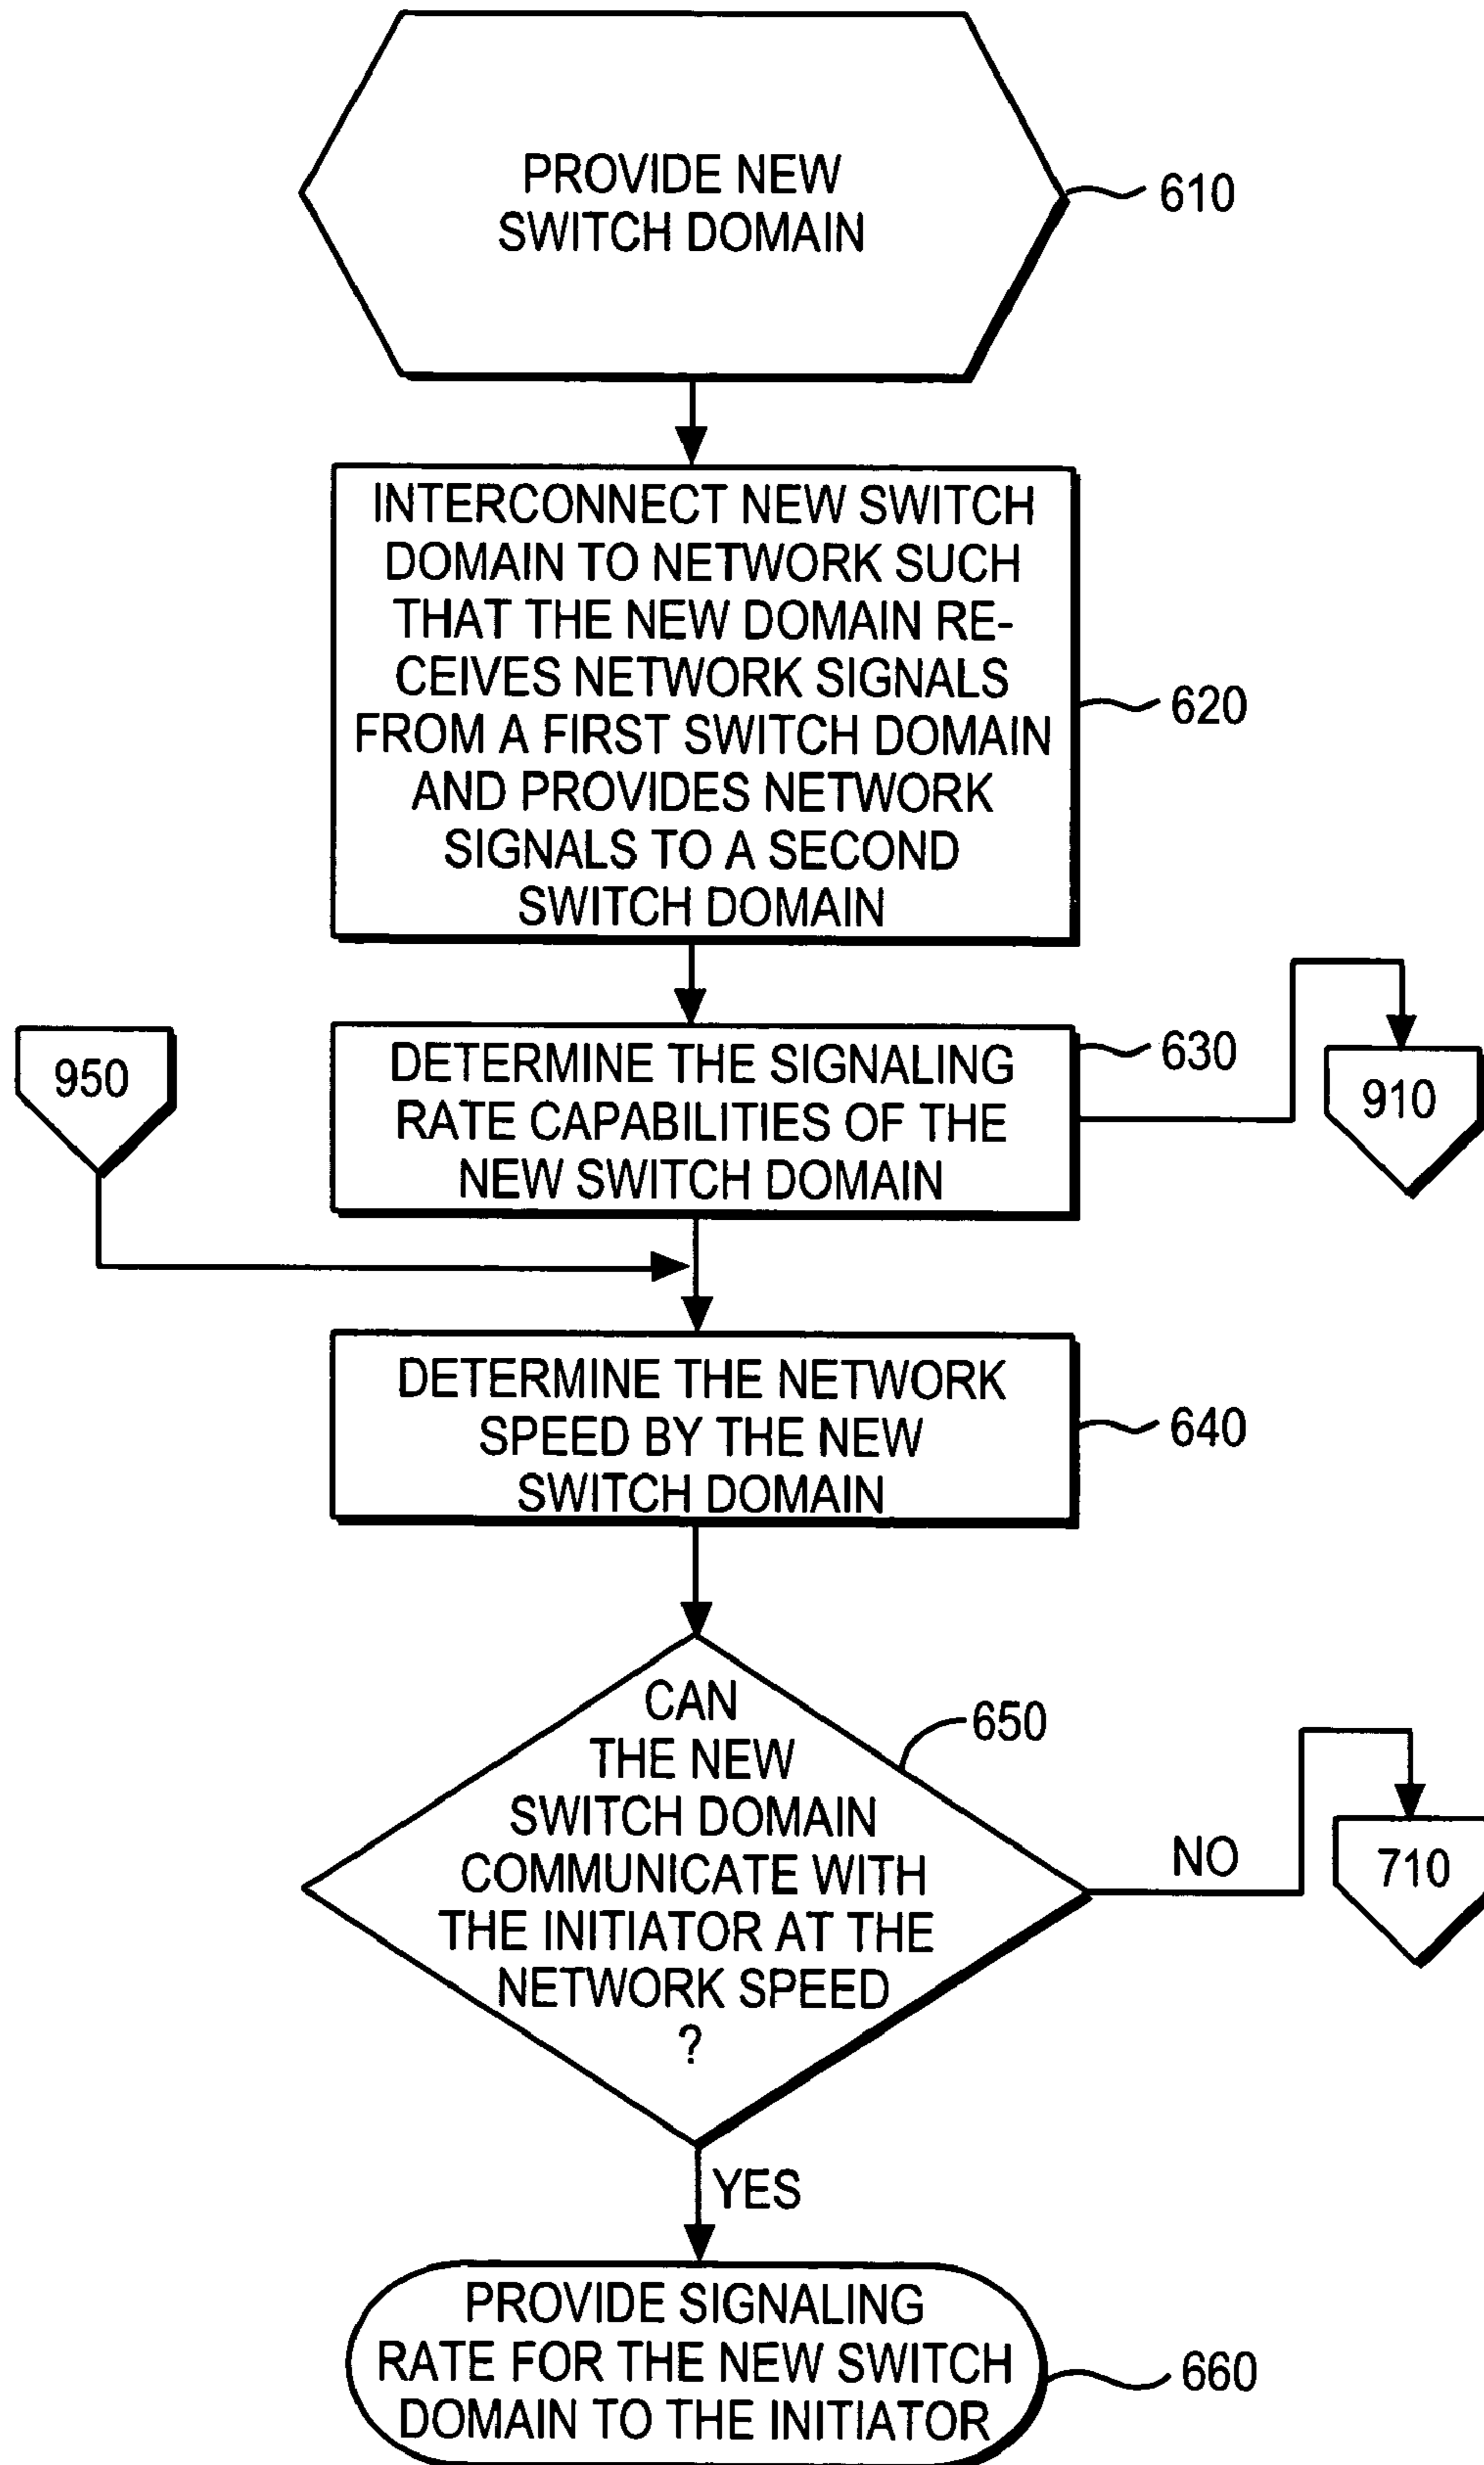 PROVIDE NEW
SWITCH DOMAIN
610
INTERCONNECT NEW SWITCH
DOMAIN TO NETWORK SUCH
THAT THE NEW DOMAIN RE-
CEIVES NETWORK SIGNALS
FROM A FIRST SWITCH DOMAIN
AND PROVIDES NETWORK
SIGNALS TO A SECOND
SWITCH DOMAIN
620
950
DETERMINE THE SIGNALING
RATE CAPABILITIES OF THE
NEW SWITCH DOMAIN
630
910
DETERMINE THE NETWORK
SPEED BY THE NEW
SWITCH DOMAIN
640
CAN
THE NEW
SWITCH DOMAIN
COMMUNICATE WITH
THE INITIATOR AT THE
NETWORK SPEED
?
650
NO
710
YES
PROVIDE SIGNALING
RATE FOR THE NEW SWITCH
DOMAIN TO THE INITIATOR
660